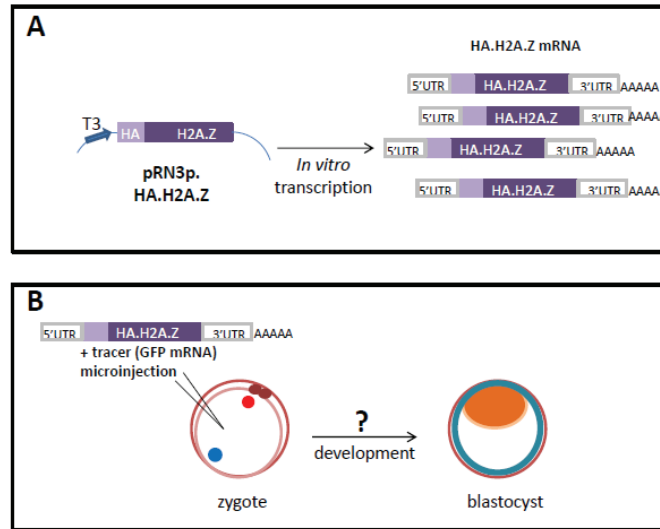 A
HA.H2A.Z mRNA
5'UTR HA.H2A.Z 3'UTR AAAAA
T3
HA H2A.Z
5'UTR HA.H2A.Z 3'UTR AAAAA
5'UTR HA.H2A.Z 3'UTR AAAAA
In vitro
transcription
pRN3p.
HA.H2A.Z
5'UTR HA.H2A.Z 3'UTR AAAA
B
5'UTR HA.H2A.Z 3'UTR AAAAA
+ tracer (GFP mRNA)
microinjection
?
development
zygote
blastocyst